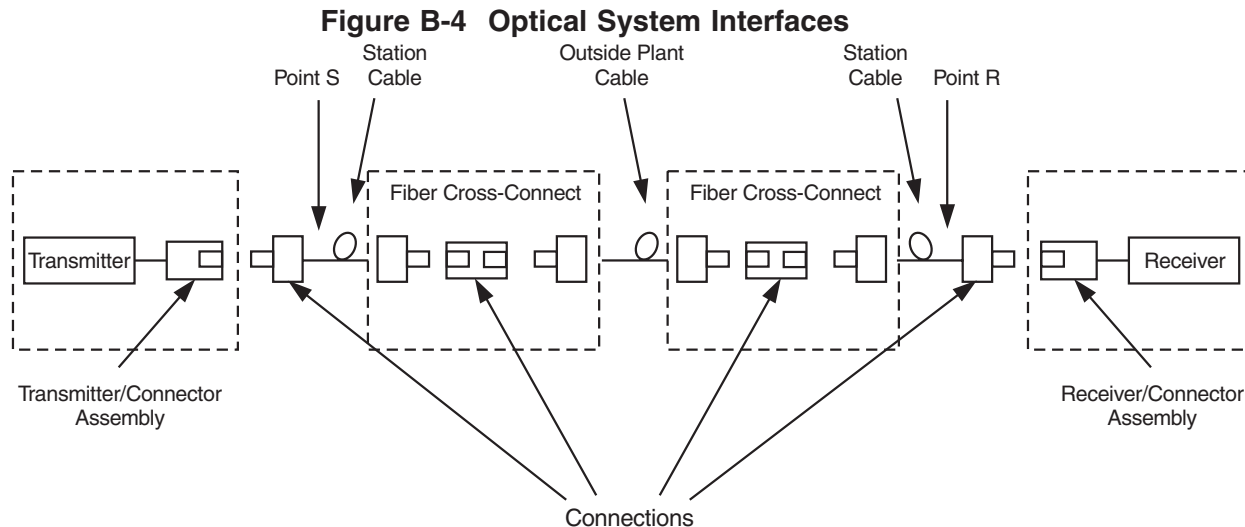 Figure B-4 Optical System Interfaces
Station
Cable
Point S
Outside Plant
Cable
Station
Cable
Point R
Fiber Cross-Connect
Fiber Cross-Connect
Transmitter
Receiver
Transmitter/Connector
Assembly
Receiver/Connector
Assembly
Connections